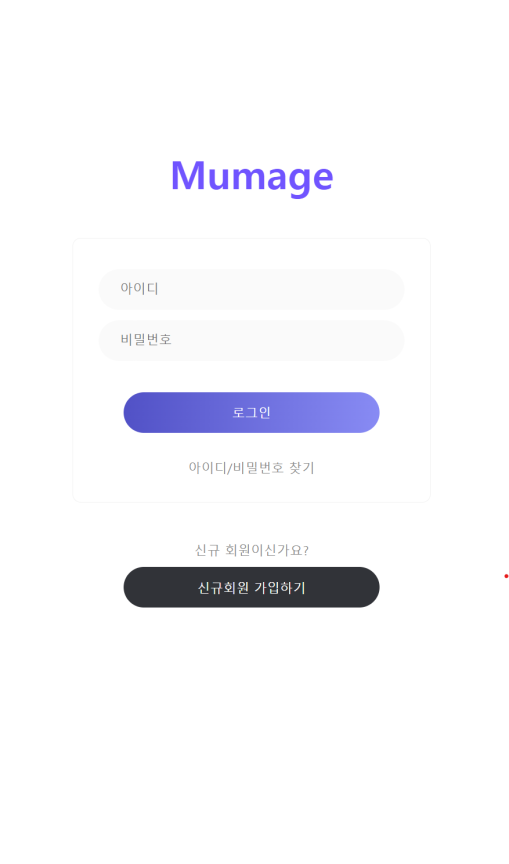 Mumage
아이디
비밀번호
로그인
아이디/비밀번호 찾기
신규 회원이신가요?
신규회원 가입하기